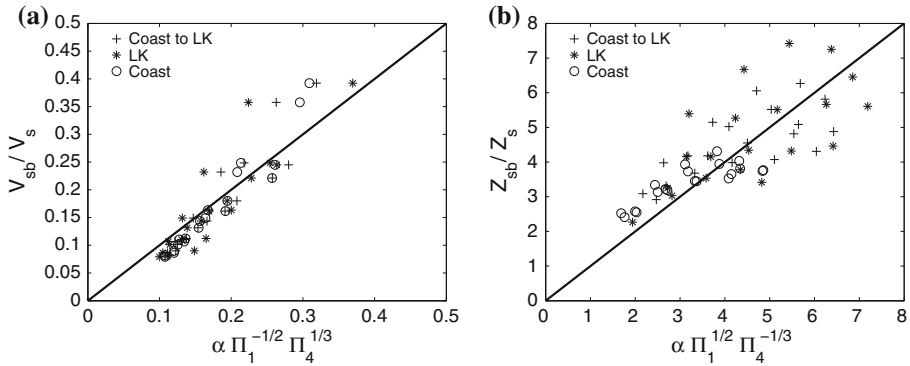 (a)
0.5
0.45
0.4
0.35
0.3
0.25
0.2
0.15
0.1
0.05
0
V_sb / V_s
+ Coast to LK
* LK
○ Coast
0 0.1 0.2 0.3 0.4 0.5
α Π_1^{-1/2} Π_4^{1/3}
(b)
8
7
6
5
4
3
2
1
0
Z_sb / Z_s
+ Coast to LK
* LK
○ Coast
0 1 2 3 4 5 6 7 8
α Π_1^{1/2} Π_4^{-1/3}